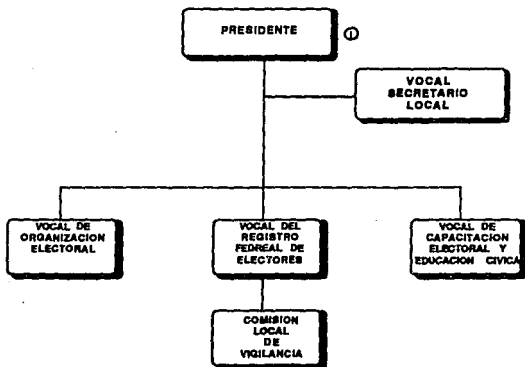 PRESIDENTE
①
VOCAL
SECRETARIO
LOCAL
VOCAL DE
ORGANIZACION
ELECTORAL
VOCAL DEL
REGISTRO
FEDREAL DE
ELECTORES
VOCAL DE
CAPACITACION
ELECTORAL Y
EDUCACION CIVICA
COMISION
LOCAL
DE
VIGILANCIA